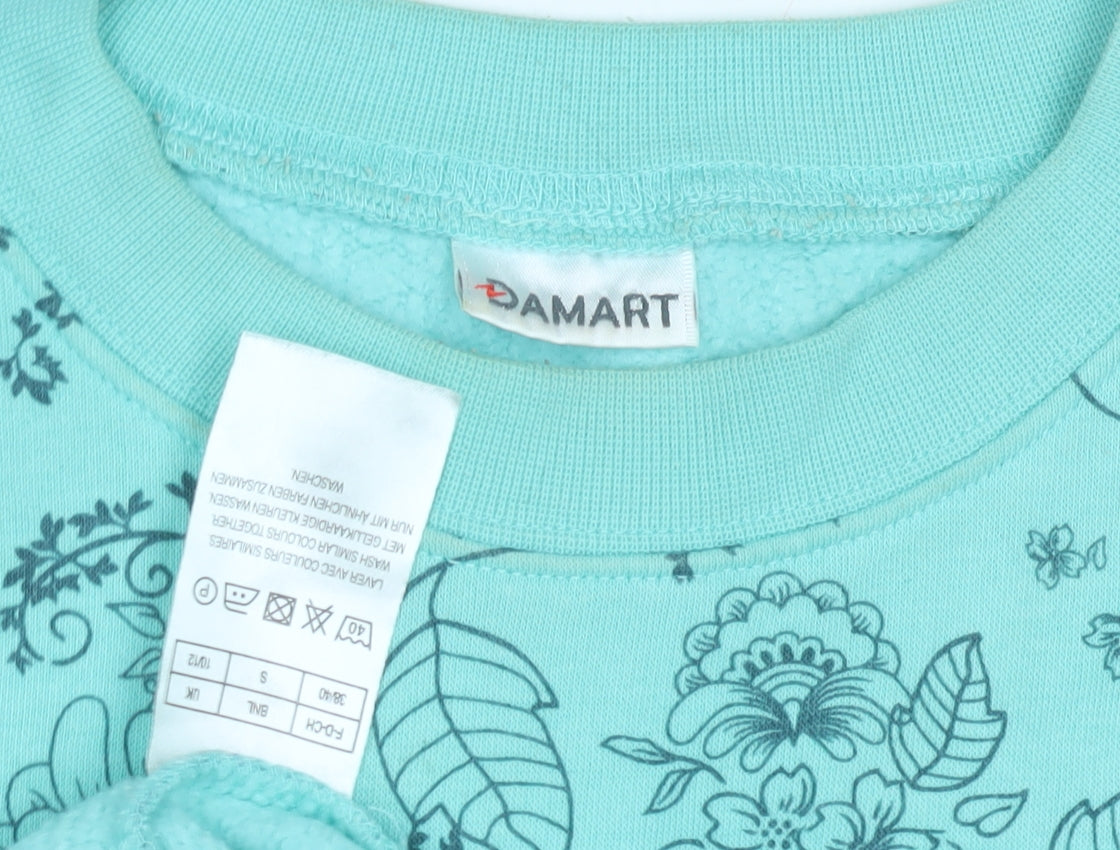 DAMART
F-D-CH BNL UK
38/40 S 10/12
40 P
LAVER AVEC COULEURS SIMILAIRES
WASH SIMILAR COLOURS TOGETHER.
MET GELIJKAARDIGE KLEUREN WASSEN.
NUR MIT ÄHNLICHEN FARBEN ZUSAMMEN
WASCHEN.